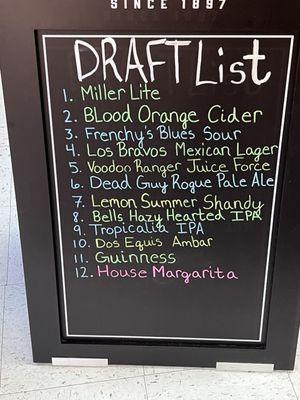 SINCE 1897
DRAFT List
1. Miller Lite
2. Blood Orange Cider
3. Frenchy's Blues Sour
4. Los Bravos Mexican Lager
5. Voodoo Ranger Juice Force
6. Dead Guy Rogue Pale Ale
7. Lemon Summer Shandy
8. Bells Hazy Hearted IPA
9. Tropicalia IPA
10. Dos Equis Ambar
11. Guinness
12. House Margarita